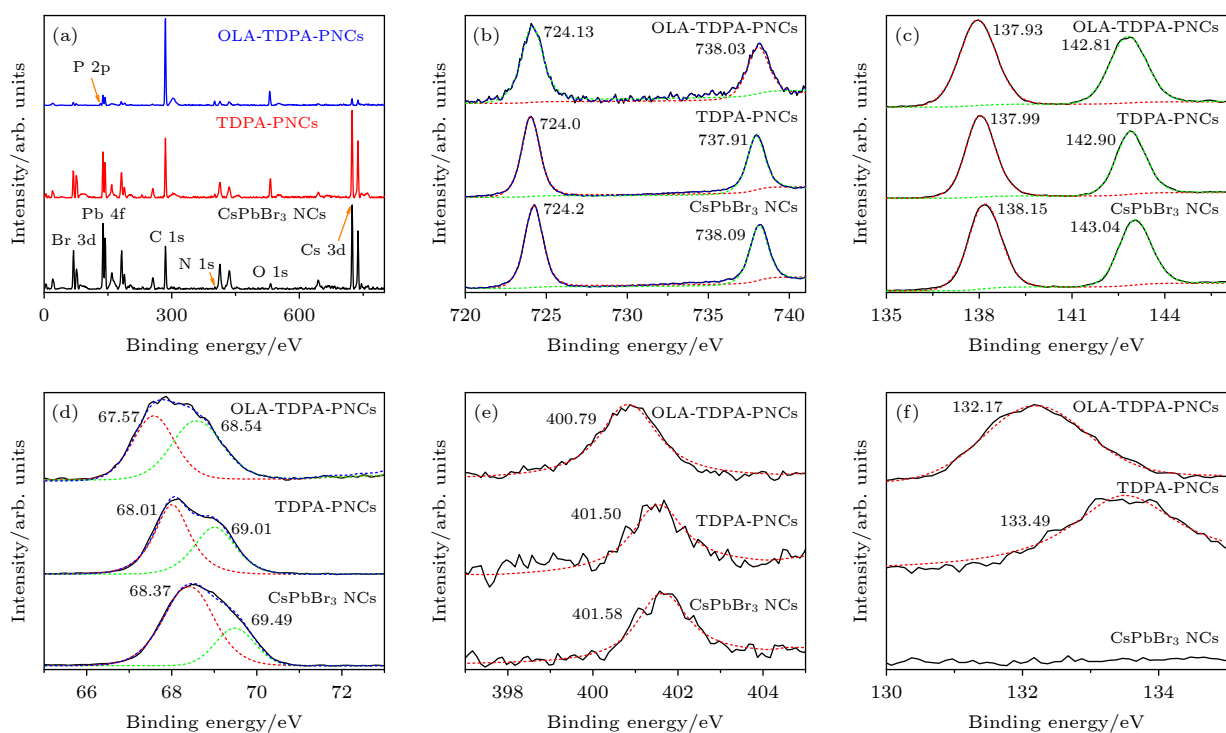 (a)
OLA-TDPA-PNCs
P 2p
TDPA-PNCs
Pb 4f
CsPbBr₃ NCs
Br 3d
C 1s
N 1s
O 1s
Cs 3d
0
300
600
Binding energy/eV
Intensity/arb. units
(b)
724.13
OLA-TDPA-PNCs
738.03
724.0
TDPA-PNCs
737.91
724.2
CsPbBr₃ NCs
738.09
720
725
730
735
740
Binding energy/eV
Intensity/arb. units
(c)
137.93
OLA-TDPA-PNCs
142.81
137.99
TDPA-PNCs
142.90
138.15
CsPbBr₃ NCs
143.04
135
138
141
144
Binding energy/eV
Intensity/arb. units
(d)
67.57
OLA-TDPA-PNCs
68.54
68.01
TDPA-PNCs
69.01
68.37
CsPbBr₃ NCs
69.49
66
68
70
72
Binding energy/eV
Intensity/arb. units
(e)
400.79
OLA-TDPA-PNCs
401.50
TDPA-PNCs
401.58
CsPbBr₃ NCs
398
400
402
404
Binding energy/eV
Intensity/arb. units
(f)
132.17
OLA-TDPA-PNCs
TDPA-PNCs
133.49
CsPbBr₃ NCs
130
132
134
Binding energy/eV
Intensity/arb. units